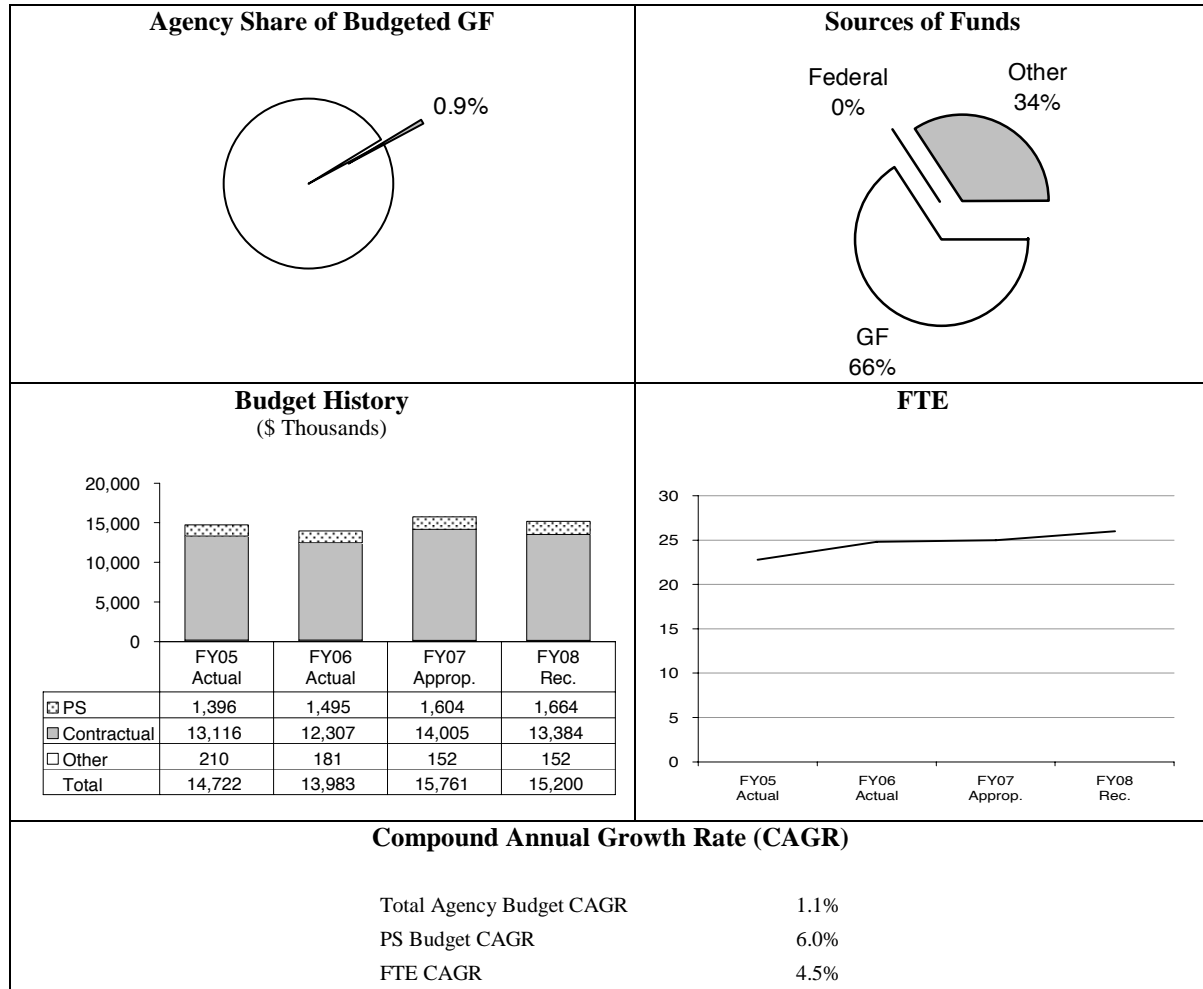 Agency Share of Budgeted GF
0.9%
Sources of Funds
Federal
0%
Other
34%
GF
66%
Budget History
($ Thousands)
20,000
15,000
10,000
5,000
0
FY05 FY06 FY07 FY08
Actual Actual Approp. Rec.
PS 1,396 1,495 1,604 1,664
Contractual 13,116 12,307 14,005 13,384
Other 210 181 152 152
Total 14,722 13,983 15,761 15,200
FTE
30
25
20
15
10
5
0
FY05 FY06 FY07 FY08
Actual Actual Approp. Rec.
Compound Annual Growth Rate (CAGR)
Total Agency Budget CAGR 1.1%
PS Budget CAGR 6.0%
FTE CAGR 4.5%